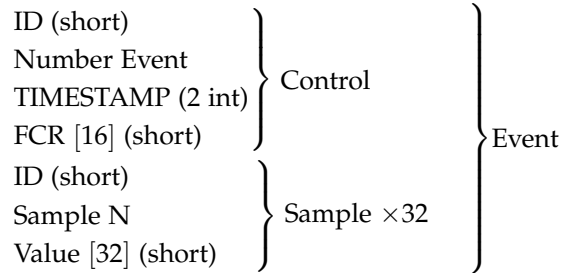 ID (short)
Number Event
TIMESTAMP (2 int)
FCR [16] (short)
Control
ID (short)
Sample N
Value [32] (short)
Sample ×32
Event